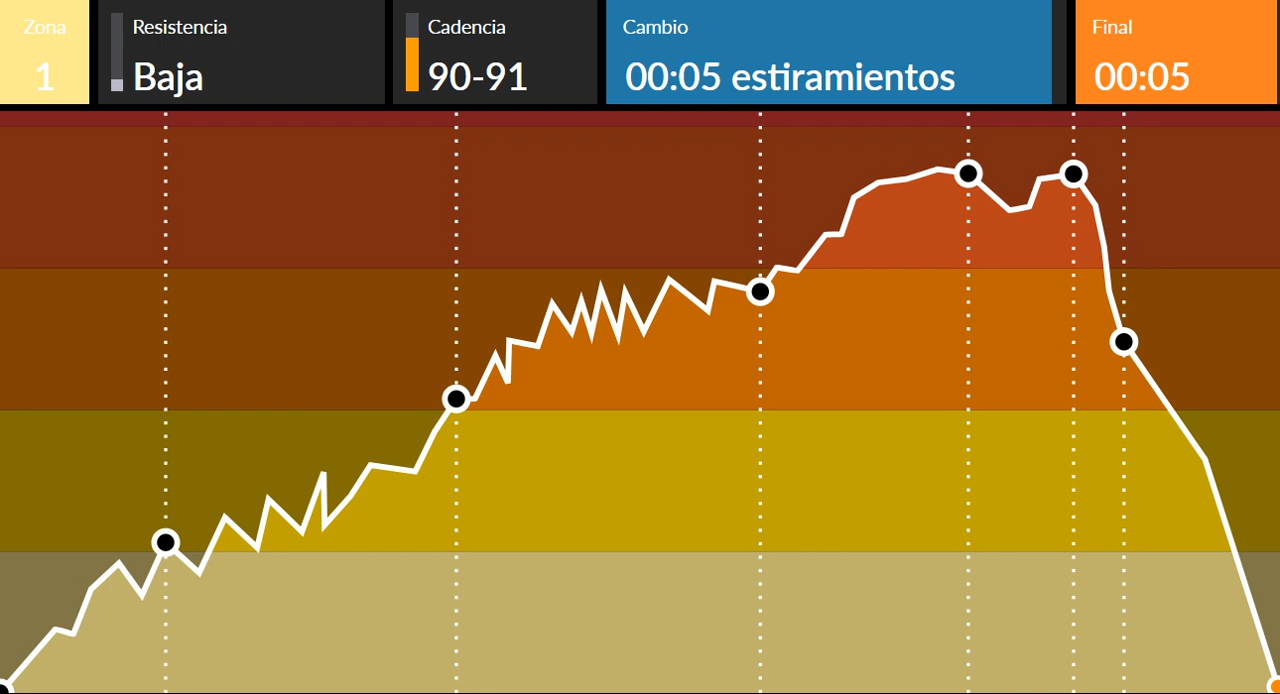 Zona
1
Resistencia
Baja
Cadencia
90-91
Cambio
00:05 estiramientos
Final
00:05